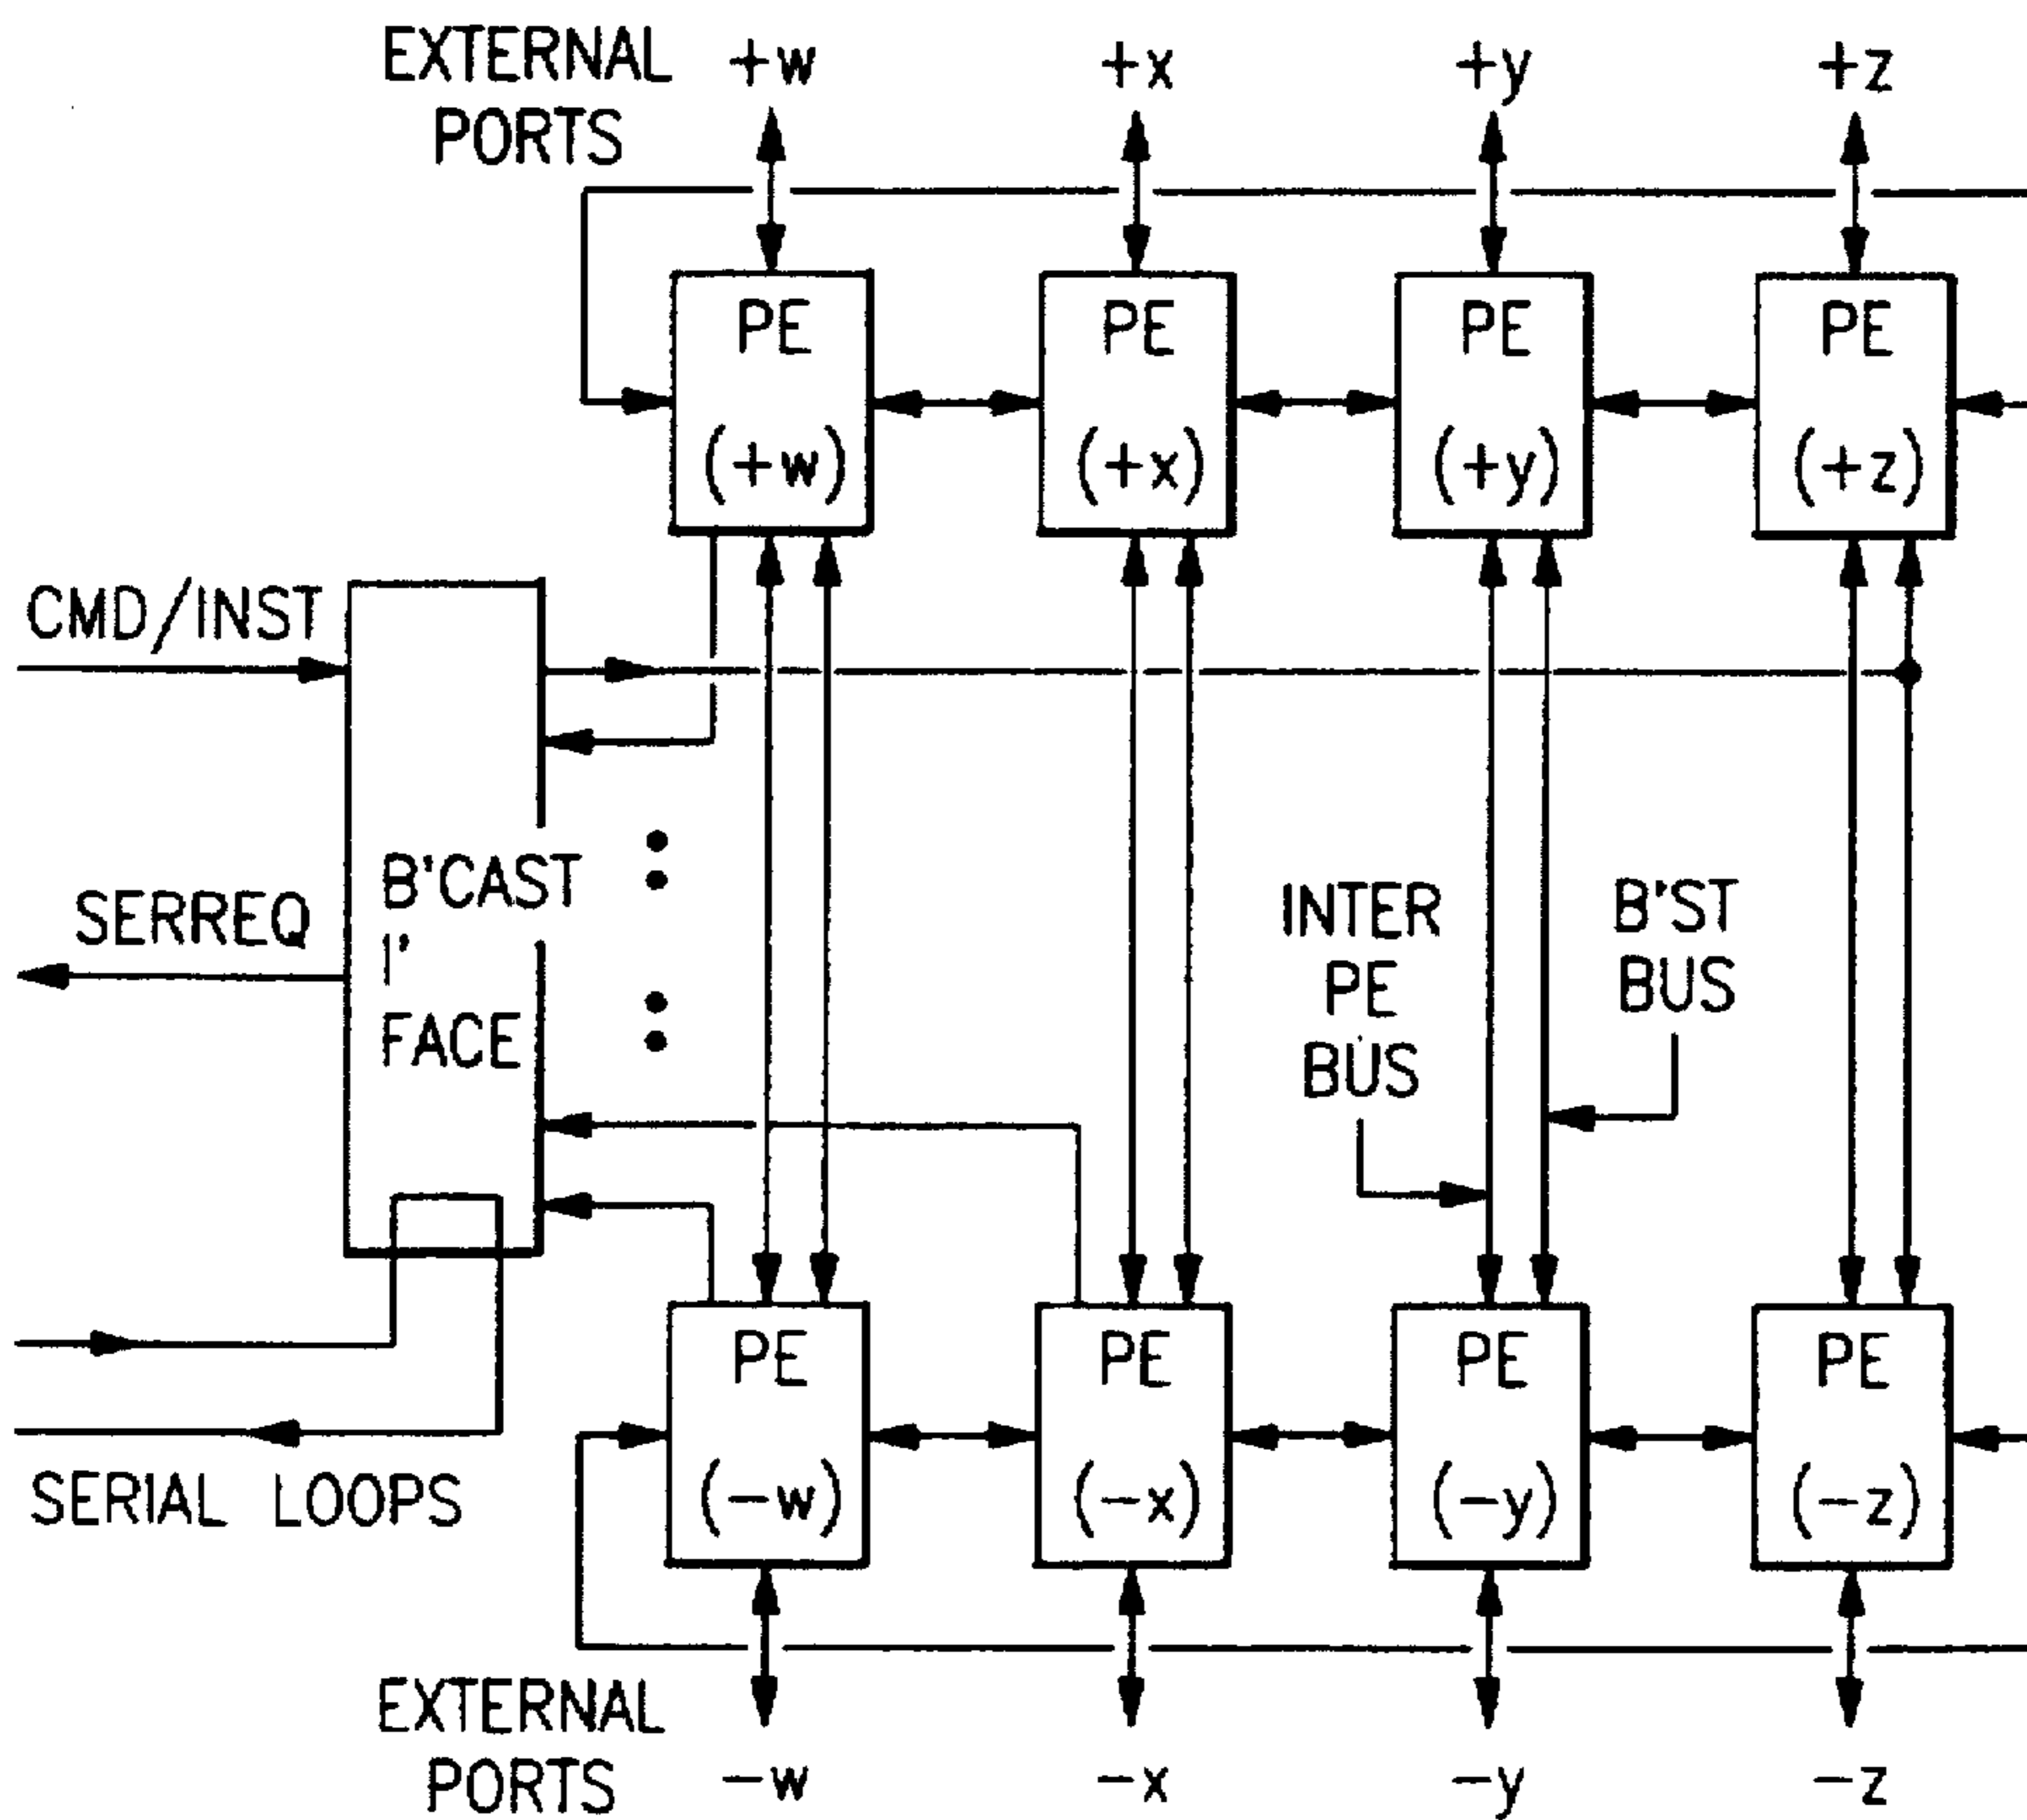 EXTERNAL PORTS
+w +x +y +z
PE (+w)
PE (+x)
PE (+y)
PE (+z)
CMD/INST
SERREQ
B'CAST
I'
FACE
INTER
PE
BUS
B'ST
BUS
SERIAL LOOPS
PE (-w)
PE (-x)
PE (-y)
PE (-z)
EXTERNAL PORTS
-w -x -y -z